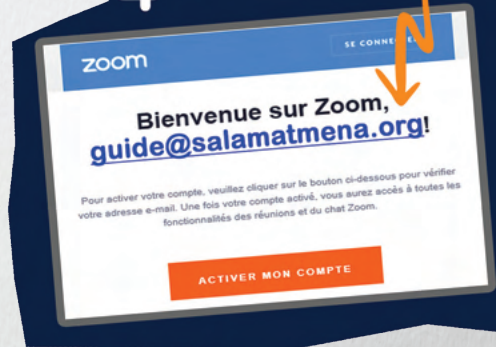 zoom
SE CONNECTER
Bienvenue sur Zoom,
guide@salamatmena.org!
Pour activer votre compte, veuillez cliquer sur le bouton ci-dessous pour vérifier
votre adresse e-mail. Une fois votre compte activé, vous aurez accès à toutes les
fonctionnalités des réunions et du chat Zoom.
ACTIVER MON COMPTE